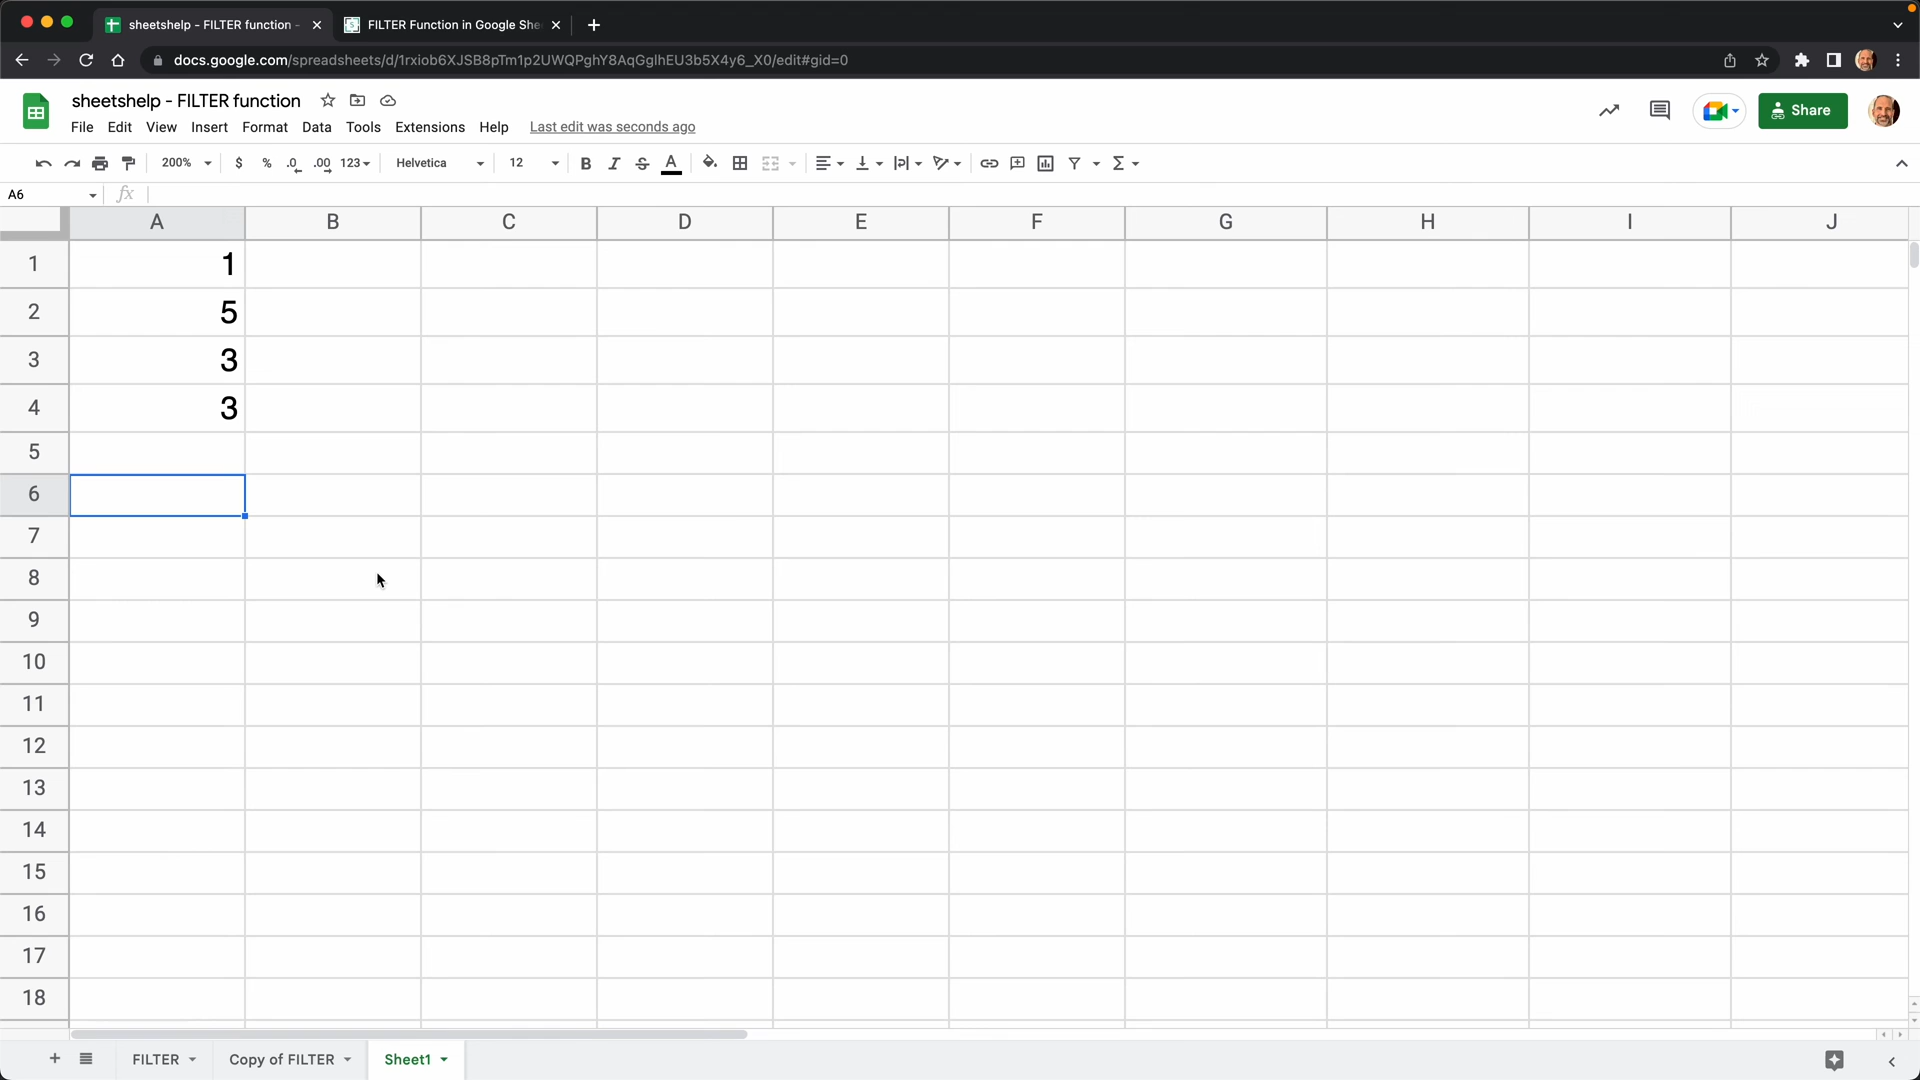 sheetshelp - FILTER function -
FILTER Function in Google She
docs.google.com/spreadsheets/d/1rxiob6XJSB8pTm1p2UWQPghY8AqGglhEU3b5X4y6_X0/edit#gid=0
sheetshelp - FILTER function
File Edit View Insert Format Data Tools Extensions Help Last edit was seconds ago
Share
200% $ % .0 .00 123 Helvetica 12 B I S A
A6 fx
A B C D E F G H I J
1 1
2 5
3 3
4 3
5
6
7
8
9
10
11
12
13
14
15
16
17
18
FILTER Copy of FILTER Sheet1